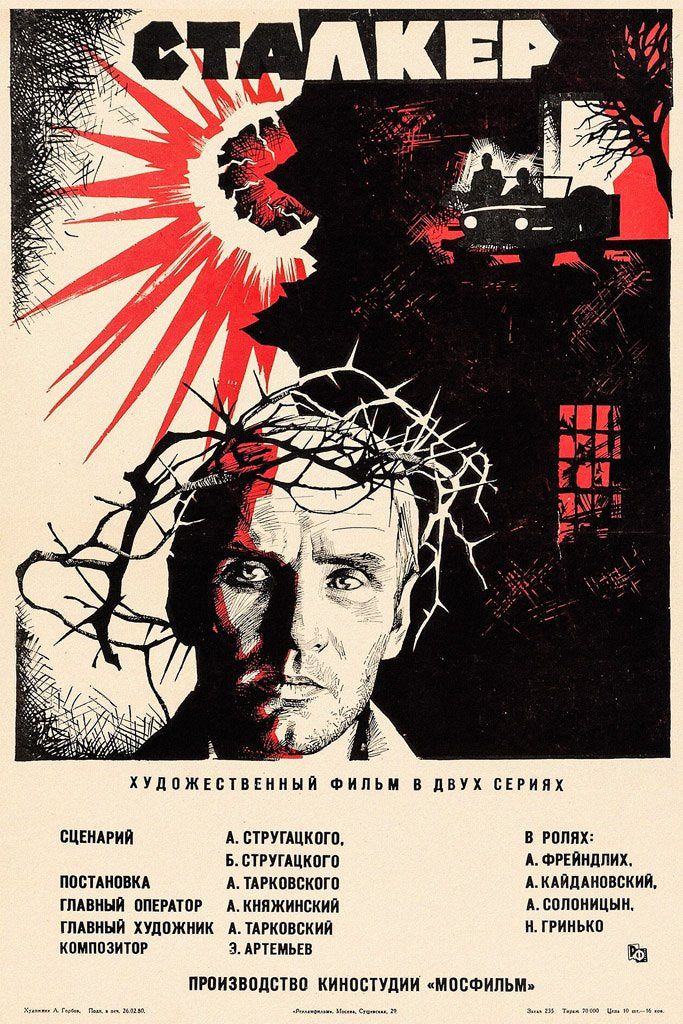 СТАЛКЕР
ХУДОЖЕСТВЕННЫЙ ФИЛЬМ В ДВУХ СЕРИЯХ
СЦЕНАРИЙ А. СТРУГАЦКОГО,
Б. СТРУГАЦКОГО
ПОСТАНОВКА А. ТАРКОВСКОГО
ГЛАВНЫЙ ОПЕРАТОР А. КНЯЖИНСКИЙ
ГЛАВНЫЙ ХУДОЖНИК А. ТАРКОВСКИЙ
КОМПОЗИТОР Э. АРТЕМЬЕВ
В РОЛЯХ:
А. ФРЕЙНДЛИХ,
А. КАЙДАНОВСКИЙ,
А. СОЛОНИЦЫН,
Н. ГРИНЬКО
РФ
ПРОИЗВОДСТВО КИНОСТУДИИ «МОСФИЛЬМ»
Художник А. Горбов, Подп. в печ. 26.02.80. «Рекламфильм». Москва, Сущевская, 29. Заказ 235 Тираж 70 000 Цена 10 шт.—16 коп.